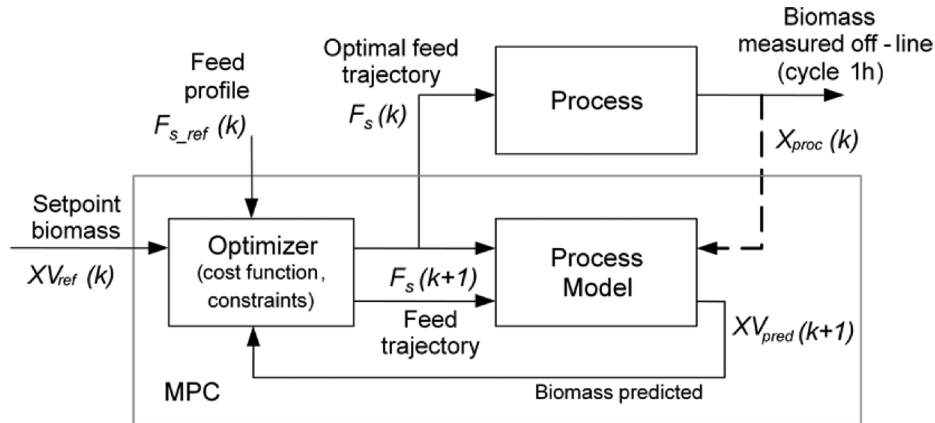 Biomass
measured off - line
(cycle 1h)
Optimal feed
trajectory
F_s (k)
Feed
profile
F_s_ref (k)
Process
X_proc (k)
Setpoint
biomass
XV_ref (k)
Optimizer
(cost function,
constraints)
F_s (k+1)
Feed
trajectory
Process
Model
XV_pred (k+1)
MPC
Biomass predicted